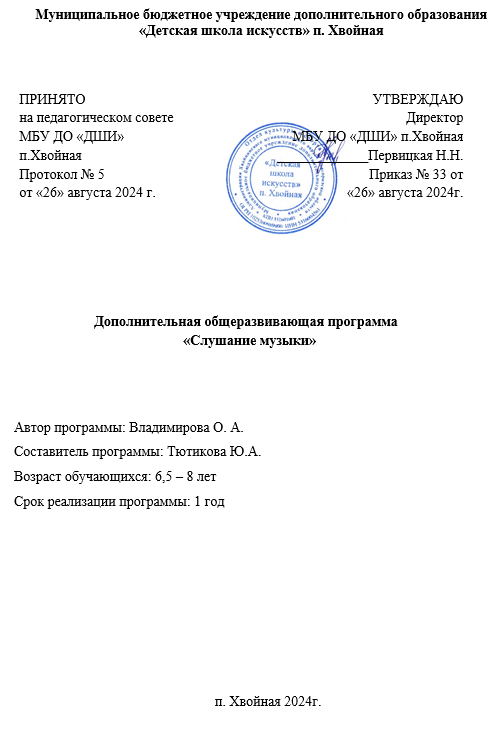 Муниципальное бюджетное учреждение дополнительного образования
«Детская школа искусств» п. Хвойная
ПРИНЯТО
на педагогическом совете
МБУ ДО «ДШИ»
п.Хвойная
Протокол № 5
от «26» августа 2024 г.
УТВЕРЖДАЮ
Директор
МБУ ДО «ДШИ» п.Хвойная
Первицкая Н.Н.
Приказ № 33 от
«26» августа 2024г.
«Детская
школа
искусств»
п. Хвойная
Дополнительная общеразвивающая программа
«Слушание музыки»
Автор программы: Владимирова О. А.
Составитель программы: Тютикова Ю.А.
Возраст обучающихся: 6,5 – 8 лет
Срок реализации программы: 1 год
п. Хвойная 2024г.